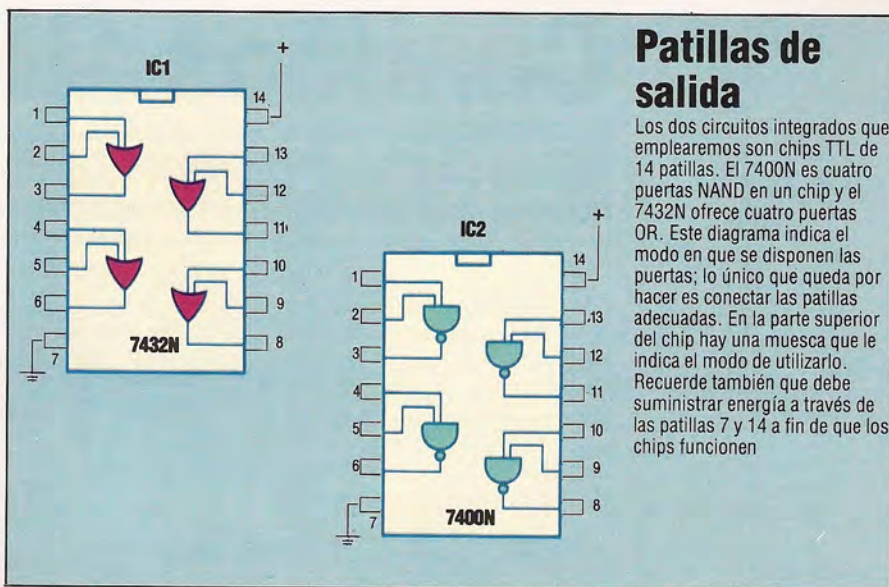 Patillas de
salida
Los dos circuitos integrados que
emplearemos son chips TTL de
14 patillas. El 7400N es cuatro
puertas NAND en un chip y el
7432N ofrece cuatro puertas
OR. Este diagrama indica el
modo en que se disponen las
puertas; lo único que queda por
hacer es conectar las patillas
adecuadas. En la parte superior
del chip hay una muesca que le
indica el modo de utilizarlo.
Recuerde también que debe
suministrar energía a través de
las patillas 7 y 14 a fin de que los
chips funcionen
IC1
+
1
14
2
13
3
12
4
11
5
10
6
9
7
8
7432N
IC2
+
1
14
2
13
3
12
4
11
5
10
6
9
7
8
7400N